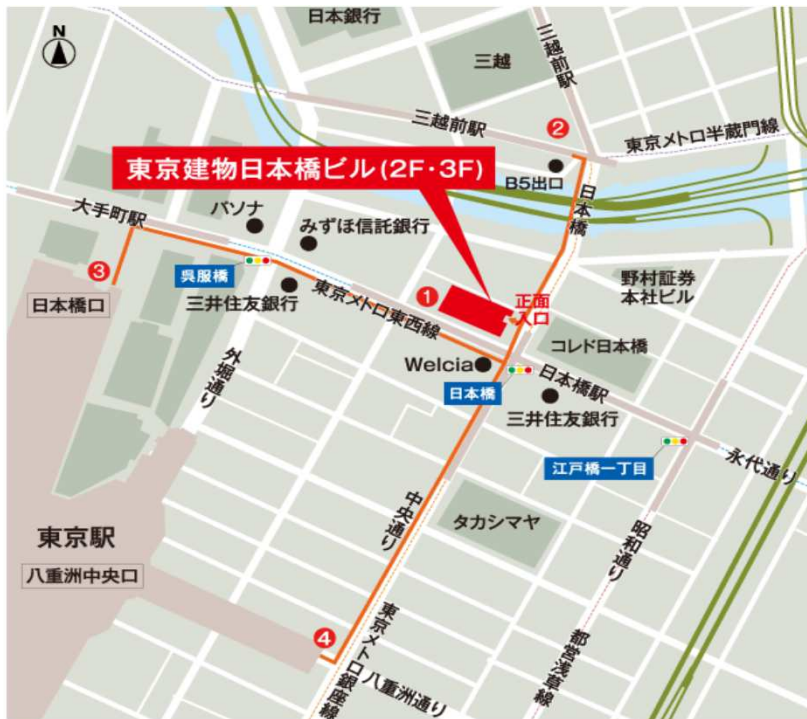 日本銀行
N
三越
三越前駅
三越前駅
2
東京メトロ半蔵門線
B5出口
日本橋
東京建物日本橋ビル(2F・3F)
大手町駅
パソナ
みずほ信託銀行
3
呉服橋
日本橋口
三井住友銀行
東京メトロ東西線
1
正面
入口
野村証券
本社ビル
コレド日本橋
外堀通り
Welcia
日本橋
日本橋駅
三井住友銀行
江戸橋一丁目
永代通り
中央通り
タカシマヤ
昭和通り
東京駅
八重洲中央口
4
東京メトロ銀座線
八重洲通り
都営浅草線